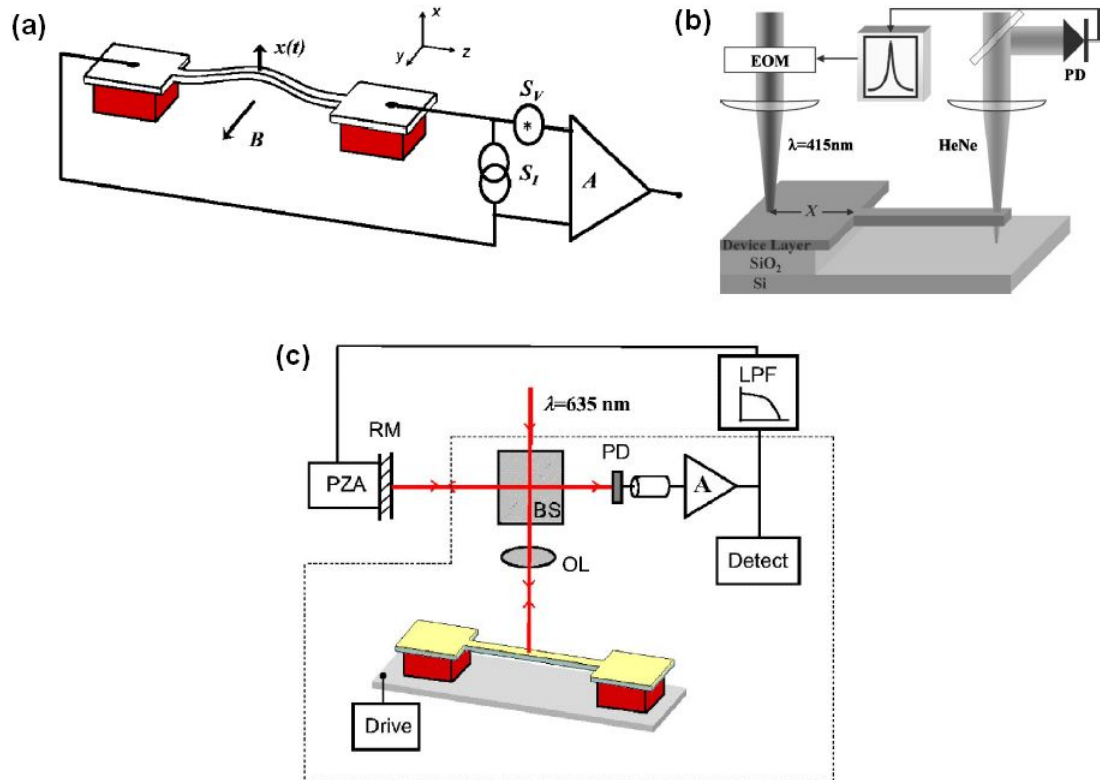 (a)
x(t)
x
y
z
B
S_V
*
S_I
A
(b)
EOM
PD
λ=415nm
HeNe
X
Device Layer
SiO₂
Si
(c)
LPF
λ=635 nm
RM
PD
PZA
A
BS
OL
Detect
Drive